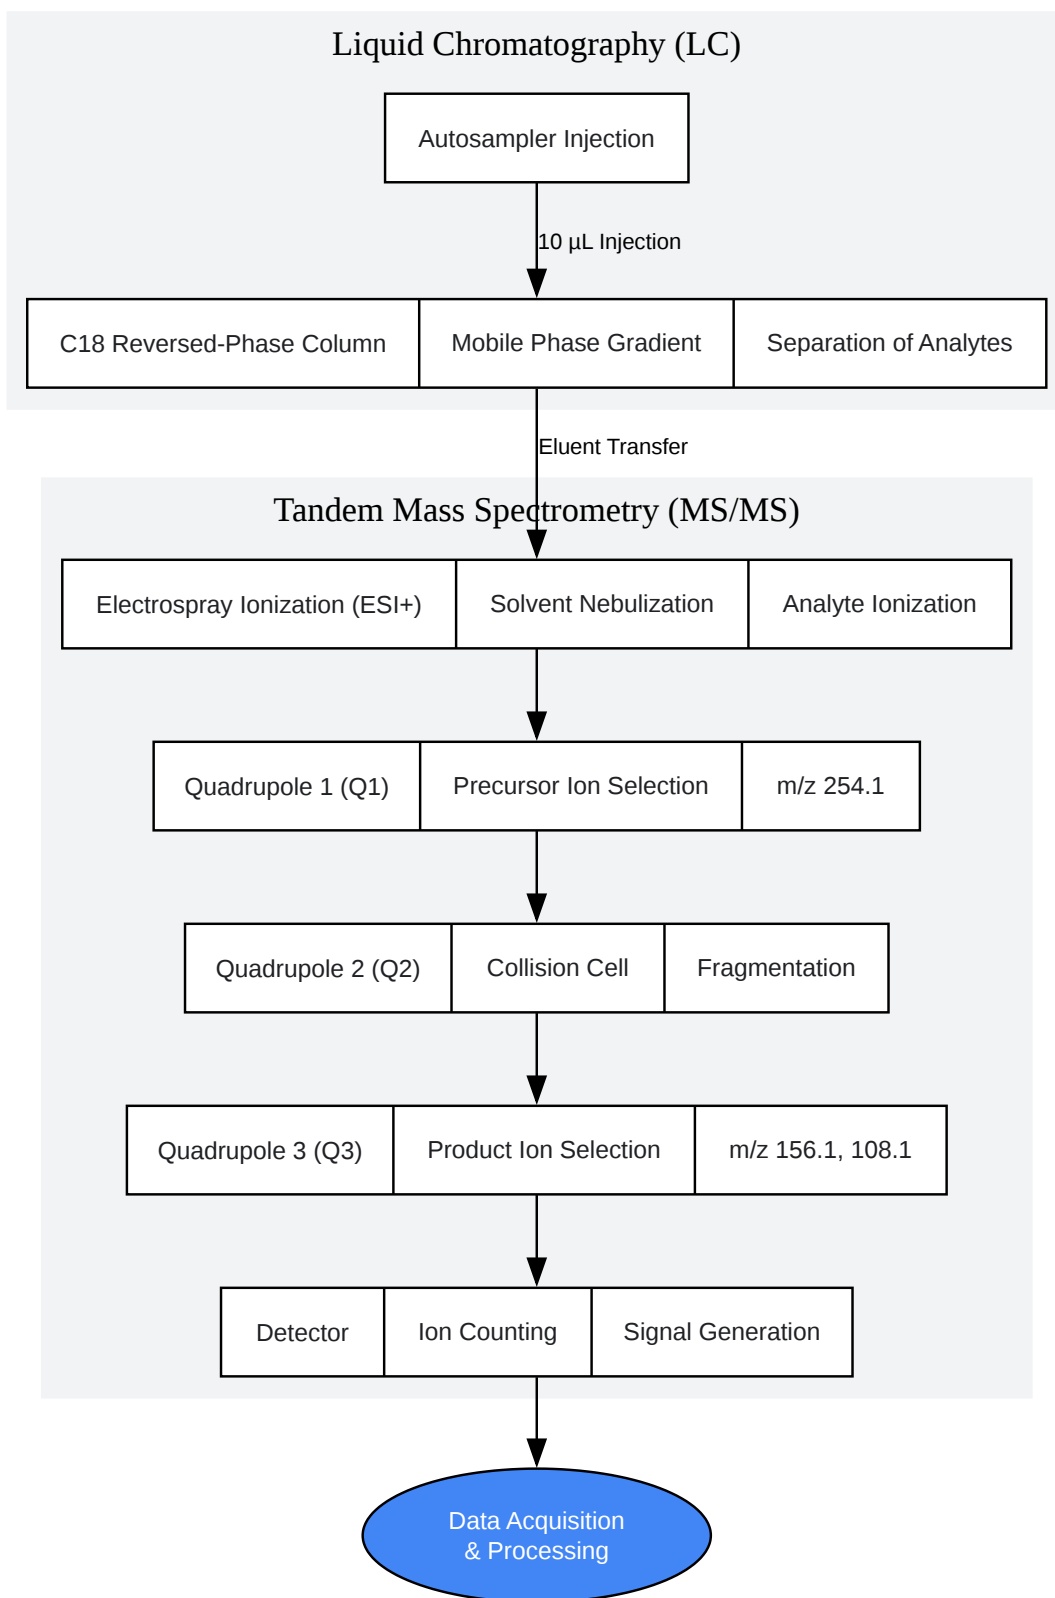 Liquid Chromatography (LC)
Autosampler Injection
10 µL Injection
C18 Reversed-Phase Column
Mobile Phase Gradient
Separation of Analytes
Eluent Transfer
Tandem Mass Spectrometry (MS/MS)
Electrospray Ionization (ESI+)
Solvent Nebulization
Analyte Ionization
Quadrupole 1 (Q1)
Precursor Ion Selection
m/z 254.1
Quadrupole 2 (Q2)
Collision Cell
Fragmentation
Quadrupole 3 (Q3)
Product Ion Selection
m/z 156.1, 108.1
Detector
Ion Counting
Signal Generation
Data Acquisition
& Processing